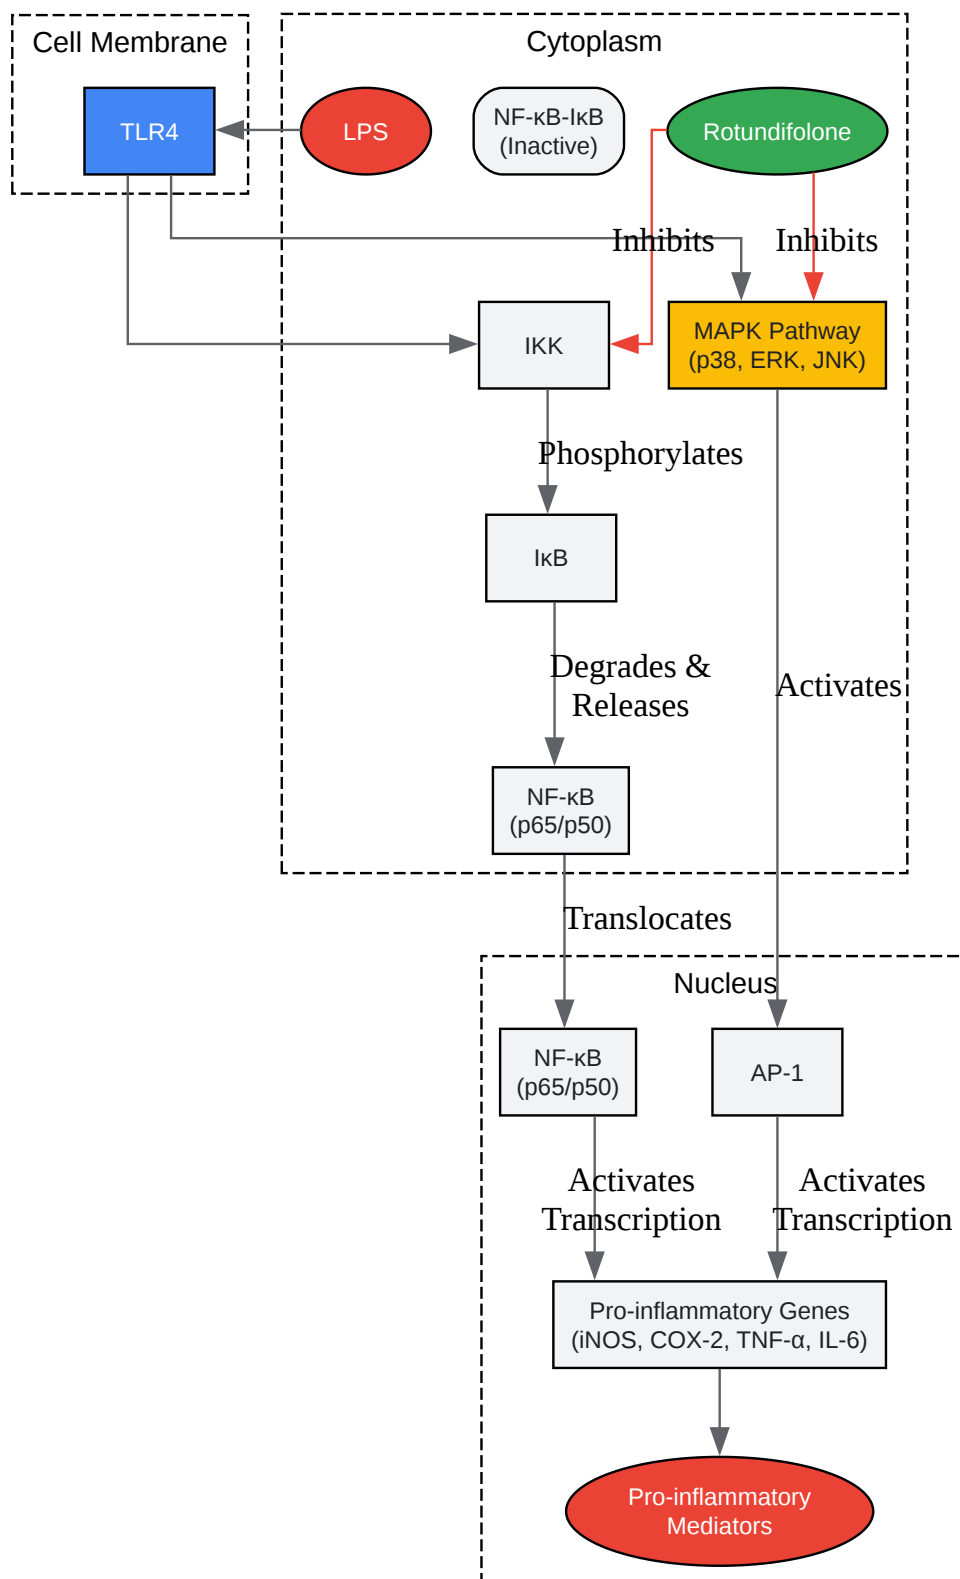 Cell Membrane
Cytoplasm
TLR4
LPS
NF-κB-IκB
(Inactive)
Rotundifolone
Inhibits
Inhibits
IKK
MAPK Pathway
(p38, ERK, JNK)
Phosphorylates
IκB
Degrades &
Releases
Activates
NF-κB
(p65/p50)
Translocates
Nucleus
NF-κB
(p65/p50)
AP-1
Activates
Transcription
Activates
Transcription
Pro-inflammatory Genes
(iNOS, COX-2, TNF-α, IL-6)
Pro-inflammatory
Mediators